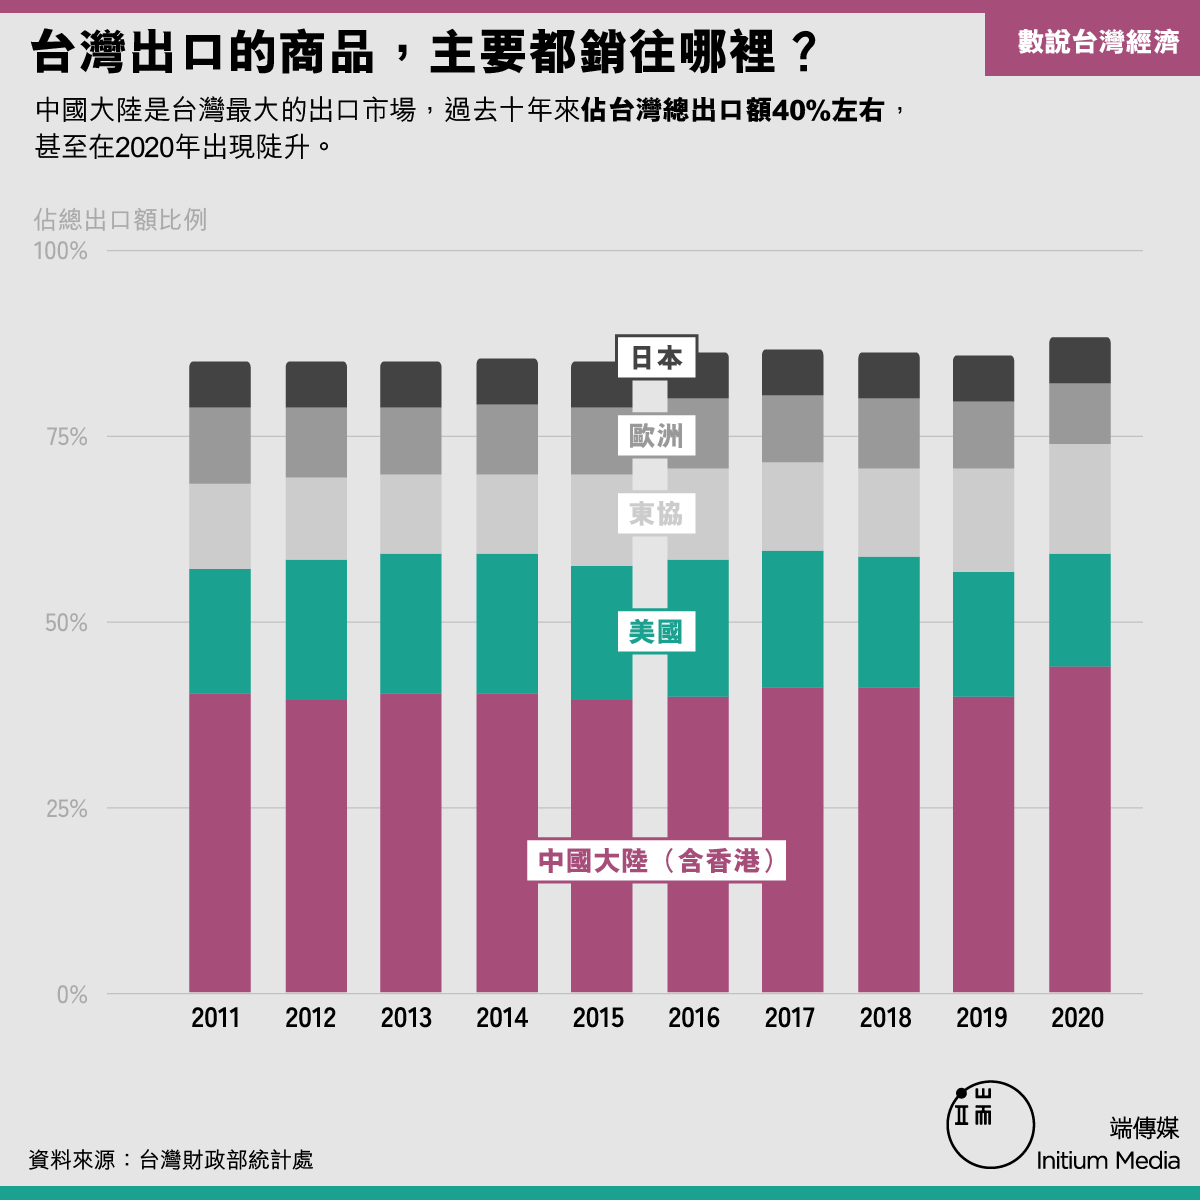 數說台灣經濟
台灣出口的商品，主要都銷往哪裡？
中國大陸是台灣最大的出口市場，過去十年來佔台灣總出口額40%左右，
甚至在2020年出現陡升。
佔總出口額比例
100%
75%
50%
25%
0%
日本
歐洲
東協
美國
中國大陸（含香港）
2011 2012 2013 2014 2015 2016 2017 2018 2019 2020
端
端傳媒
Initium Media
資料來源：台灣財政部統計處